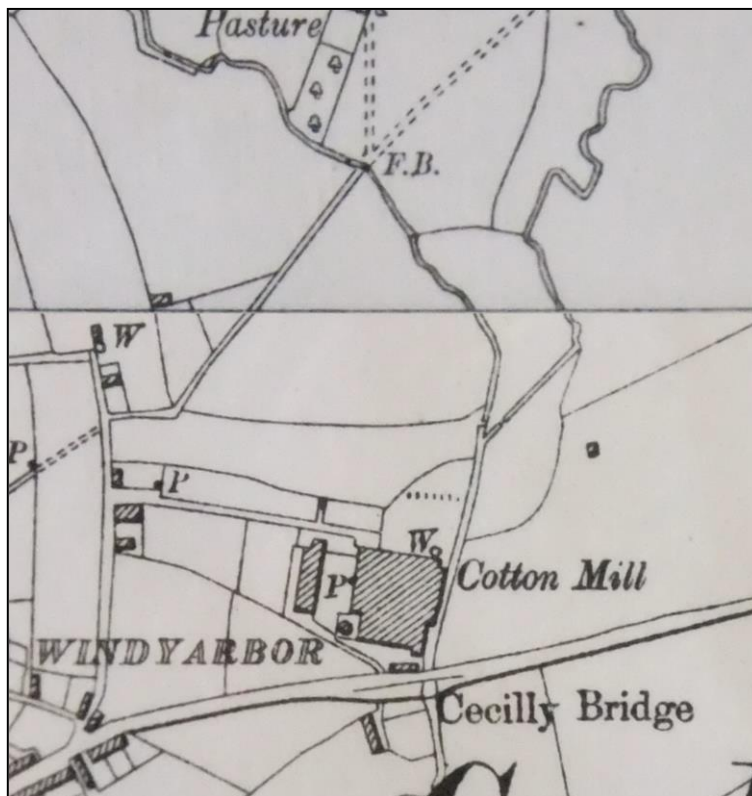 Pasture
F.B.
W
P
P
W
P
Cotton Mill
WINDYARBOR
Cecilly Bridge